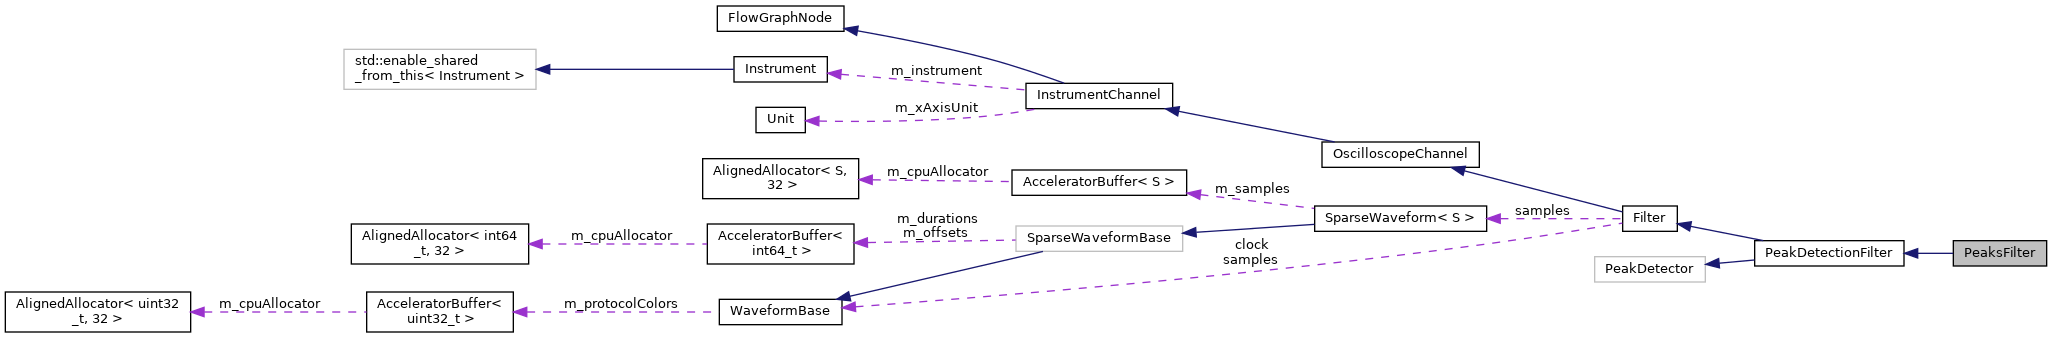 FlowGraphNode
std::enable_shared
_from_this< Instrument >
Instrument
m_instrument
InstrumentChannel
Unit
m_xAxisUnit
OscilloscopeChannel
AlignedAllocator< S,
32 >
m_cpuAllocator
AcceleratorBuffer< S >
m_samples
SparseWaveform< S >
samples
Filter
AlignedAllocator< int64
_t, 32 >
m_cpuAllocator
AcceleratorBuffer<
int64_t >
m_durations
m_offsets
SparseWaveformBase
clock
samples
PeakDetectionFilter
PeaksFilter
PeakDetector
AlignedAllocator< uint32
_t, 32 >
m_cpuAllocator
AcceleratorBuffer<
uint32_t >
m_protocolColors
WaveformBase